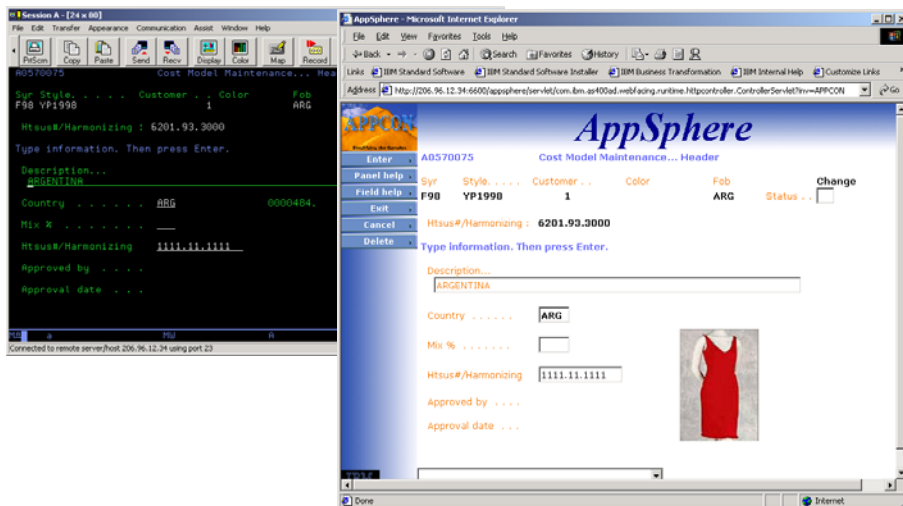 Session A - [24 x 80]
File Edit Transfer Appearance Communication Assist Window Help
PrtScrn Copy Paste Send Recv Display Color Map Record
A0570075 Cost Model Maintenance... Hea
Syr Style. . . . . Customer . . Color Fob
F98 YP1998 1 ARG
Htsus#/Harmonizing : 6201.93.3000
Type information. Then press Enter.
Description...
ARGENTINA
Country . . . . . . ARG 0000484.
Mix % . . . . . . .
Htsus#/Harmonizing 1111.11.1111
Approved by . . . .
Approval date . . .
MA a MW A
Connected to remote server/host 206.96.12.34 using port 23
AppSphere - Microsoft Internet Explorer
File Edit View Favorites Tools Help
Back Search Favorites History
Links IBM Standard Software IBM Standard Software Installer IBM Business Transformation IBM Internal Help Customize Links
Address http://206.96.12.34:6600/appsphere/servlet/com.ibm.as400ad.webfacing.runtime.httpcontroller.ControllerServlet?inv=APPCON Go
APPCON
AppSphere
Enter
Panel help
Field help
Exit
Cancel
Delete
A0570075 Cost Model Maintenance... Header
Change
Syr Style. . . . . Customer . . Color Fob Status . .
F98 YP1998 1 ARG
Htsus#/Harmonizing : 6201.93.3000
Type information. Then press Enter.
Description...
ARGENTINA
Country . . . . . . ARG
Mix % . . . . . . .
Htsus#/Harmonizing 1111.11.1111
Approved by . . . .
Approval date . . .
Done Internet